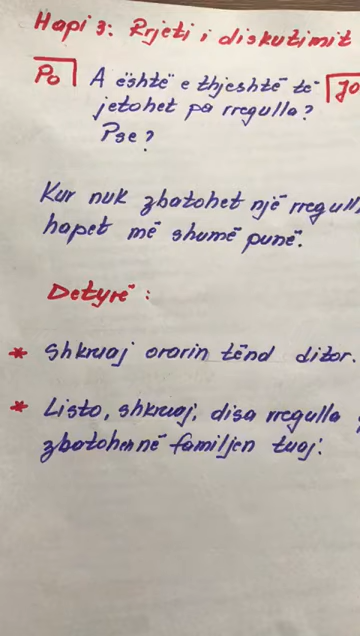 Hapi 3: Rrjeti i diskutimit
Po A është e thjeshtë të Jo
jetohet pa rregulla?
Pse?
Kur nuk zbatohet një rregull
hapet më shumë punë.
Detyrë:
* Shkruaj orarin tënd ditor.
* Listo, shkruaj, disa rregulla
zbatohen në familjen tuaj.